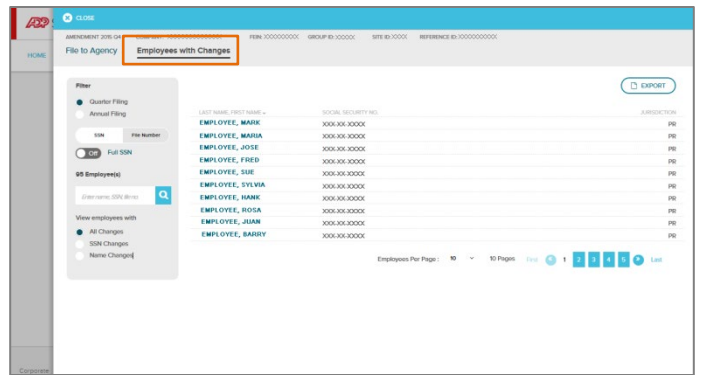 ADP
CLOSE
AMENDMENT 2015-Q4 COMPANY: XXXXXXXXXXXXXXX FEIN: XXXXXXXXX GROUP ID: XXXXX SITE ID: XXXX REFERENCE ID: XXXXXXXXXX
HOME
File to Agency Employees with Changes
Filter
EXPORT
Quarter Filing
Annual Filing
LAST NAME, FIRST NAME SOCIAL SECURITY NO. JURISDICTION
EMPLOYEE, MARK XXX-XX-XXXX PR
EMPLOYEE, MARIA XXX-XX-XXXX PR
EMPLOYEE, JOSE XXX-XX-XXXX PR
EMPLOYEE, FRED XXX-XX-XXXX PR
EMPLOYEE, SUE XXX-XX-XXXX PR
EMPLOYEE, SYLVIA XXX-XX-XXXX PR
EMPLOYEE, HANK XXX-XX-XXXX PR
EMPLOYEE, ROSA XXX-XX-XXXX PR
EMPLOYEE, JUAN XXX-XX-XXXX PR
EMPLOYEE, BARRY XXX-XX-XXXX PR
SSN File Number
Off Full SSN
95 Employee(s)
Enter name, SSN
View employees with
All Changes
SSN Changes
Name Changes
Employees Per Page: 10 10 Pages First 1 2 3 4 5 Last
Corporate